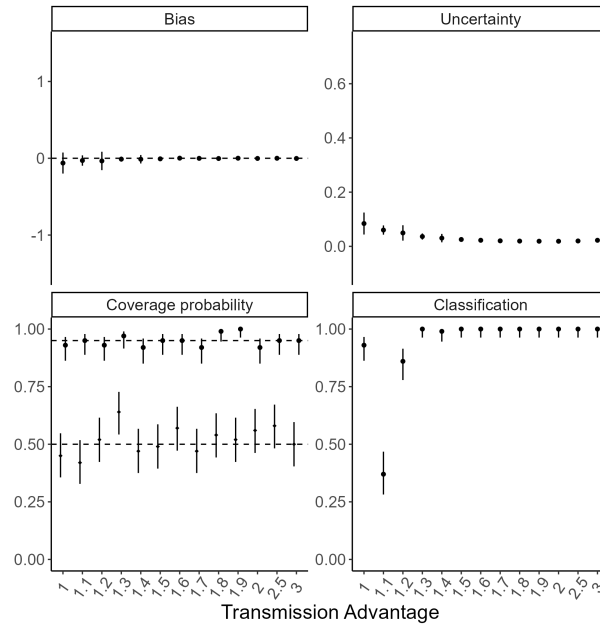 Bias
Uncertainty
1
0
-1
0.6
0.4
0.2
0.0
Coverage probability
Classification
1.00
0.75
0.50
0.25
0.00
1.00
0.75
0.50
0.25
0.00
1 1.1 1.2 1.3 1.4 1.5 1.6 1.7 1.8 1.9 2 2.5 3
1 1.1 1.2 1.3 1.4 1.5 1.6 1.7 1.8 1.9 2 2.5 3
Transmission Advantage